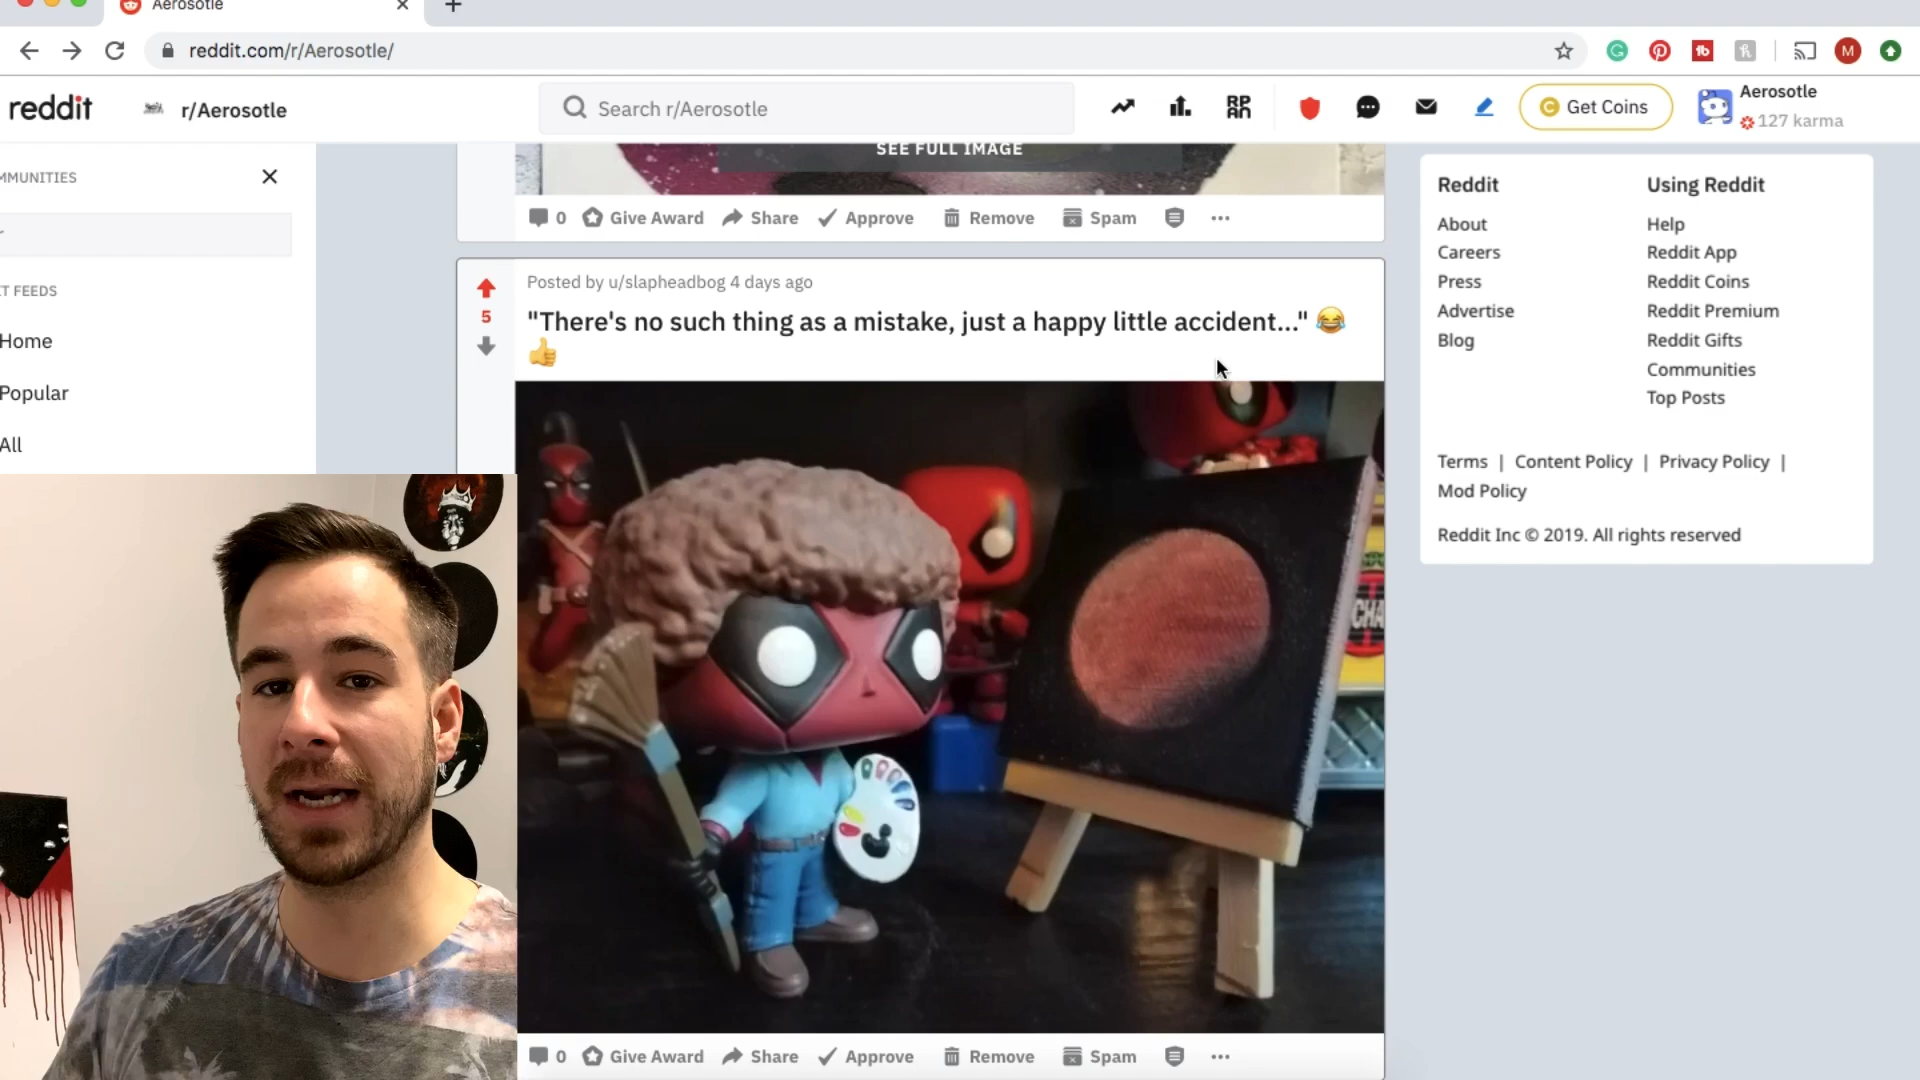 Aerosotle
reddit.com/r/Aerosotle/
M
reddit
r/Aerosotle
Search r/Aerosotle
Get Coins
Aerosotle
127 karma
MMUNITIES
T FEEDS
Home
Popular
All
SEE FULL IMAGE
0 Give Award Share Approve Remove Spam
5
Posted by u/slapheadbog 4 days ago
"There's no such thing as a mistake, just a happy little accident..." 😂
👍
CHA
0 Give Award Share Approve Remove Spam
Reddit
About
Careers
Press
Advertise
Blog
Using Reddit
Help
Reddit App
Reddit Coins
Reddit Premium
Reddit Gifts
Communities
Top Posts
Terms | Content Policy | Privacy Policy |
Mod Policy
Reddit Inc © 2019. All rights reserved